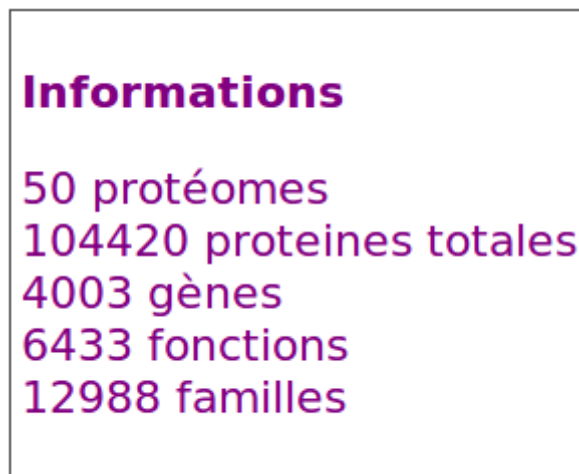 Informations
50 protéomes
104420 proteines totales
4003 gènes
6433 fonctions
12988 familles